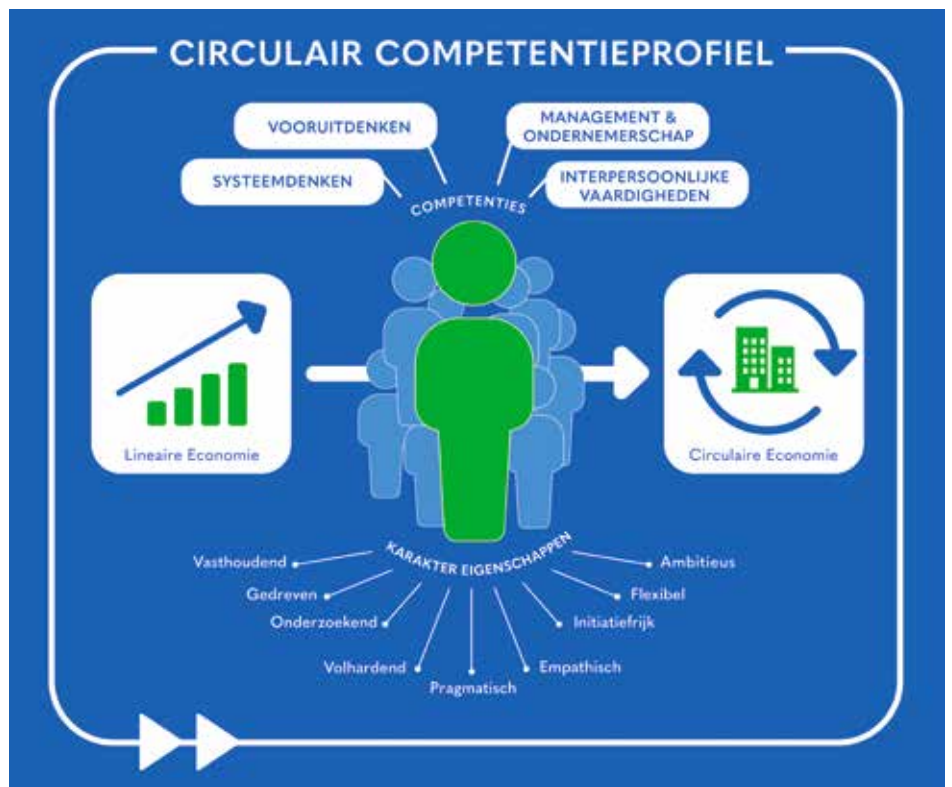 CIRCULAIR COMPETENTIEPROFIEL
VOORUITDENKEN
MANAGEMENT &
ONDERNEMERSCHAP
SYSTEEMDENKEN
INTERPERSOONLIJKE
VAARDIGHEDEN
COMPETENTIES
Lineaire Economie
Circulaire Economie
KARAKTER EIGENSCHAPPEN
Vasthoudend
Gedreven
Onderzoekend
Volhardend
Pragmatisch
Empathisch
Initiatiefrijk
Flexibel
Ambitieus